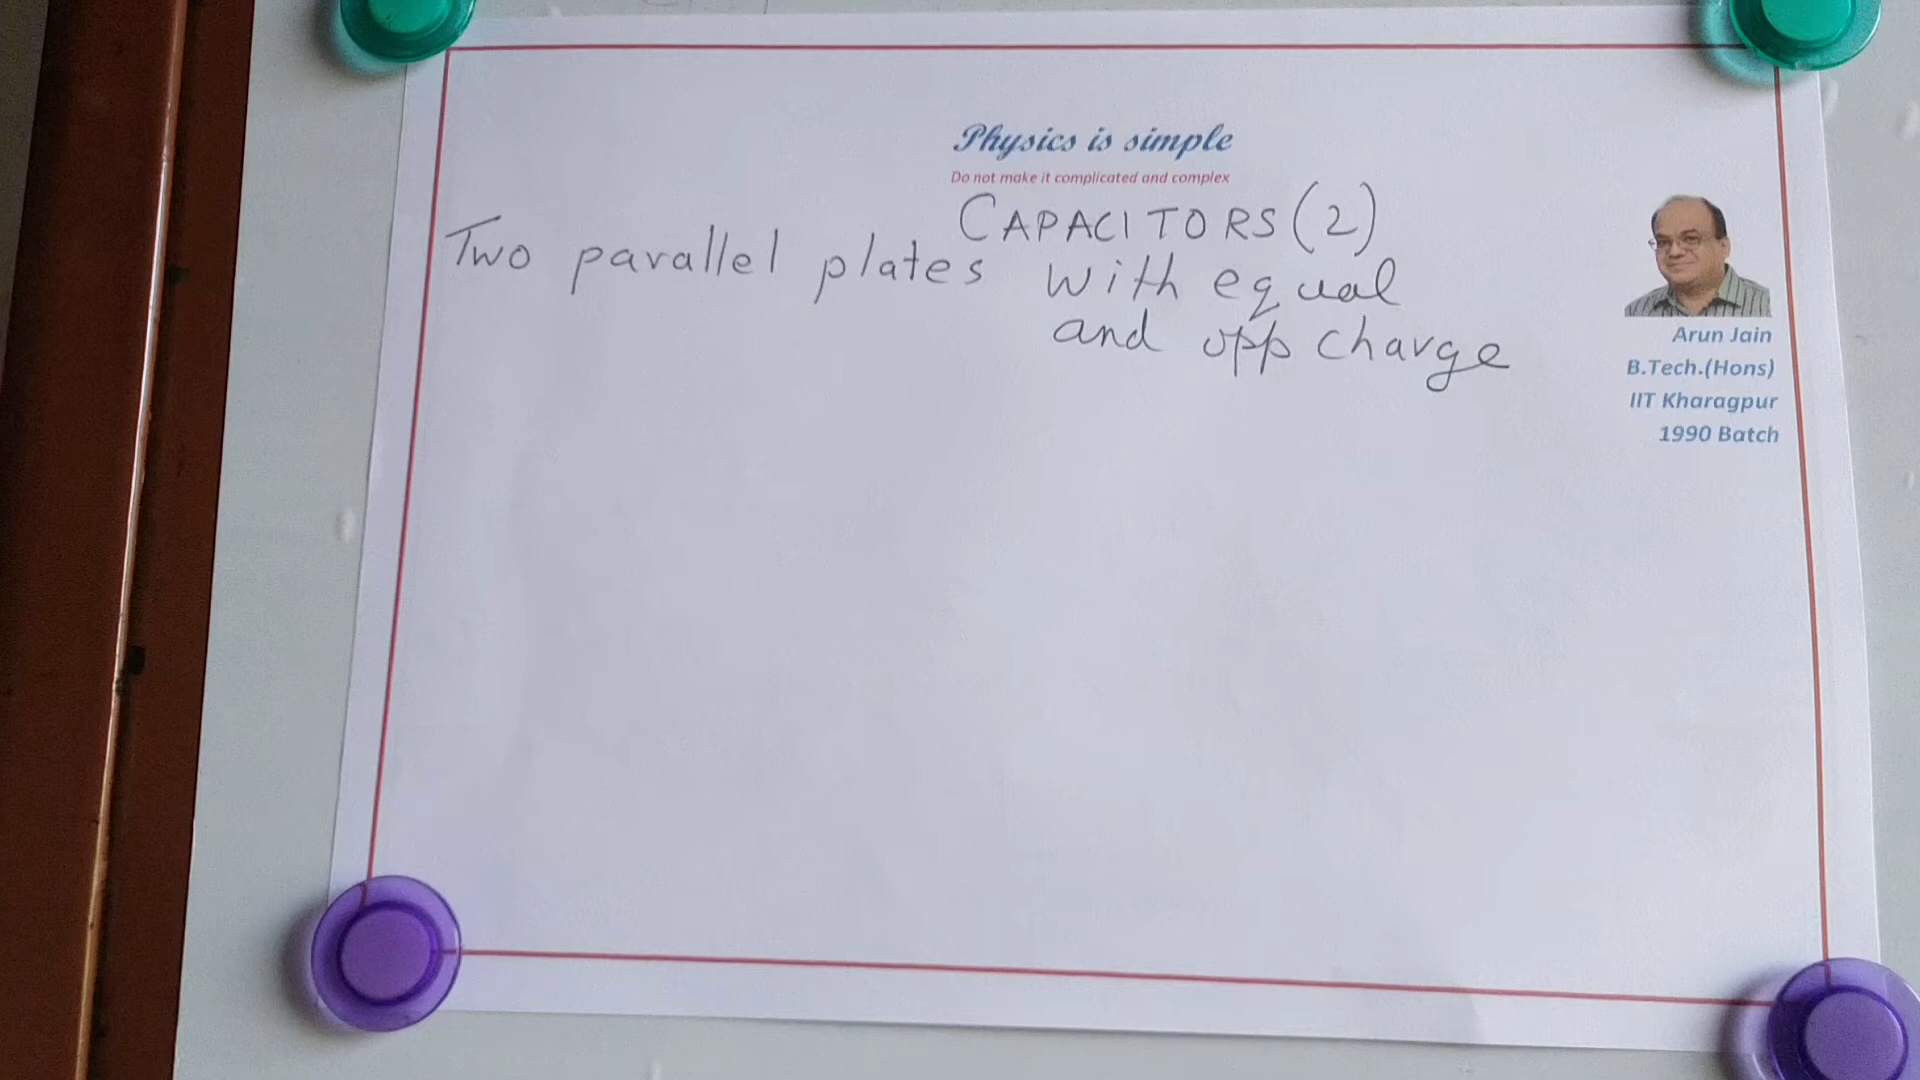 Physics is simple
Do not make it complicated and complex
CAPACITORS (2)
Two parallel plates with equal
and opp charge
Arun Jain
B.Tech.(Hons)
IIT Kharagpur
1990 Batch